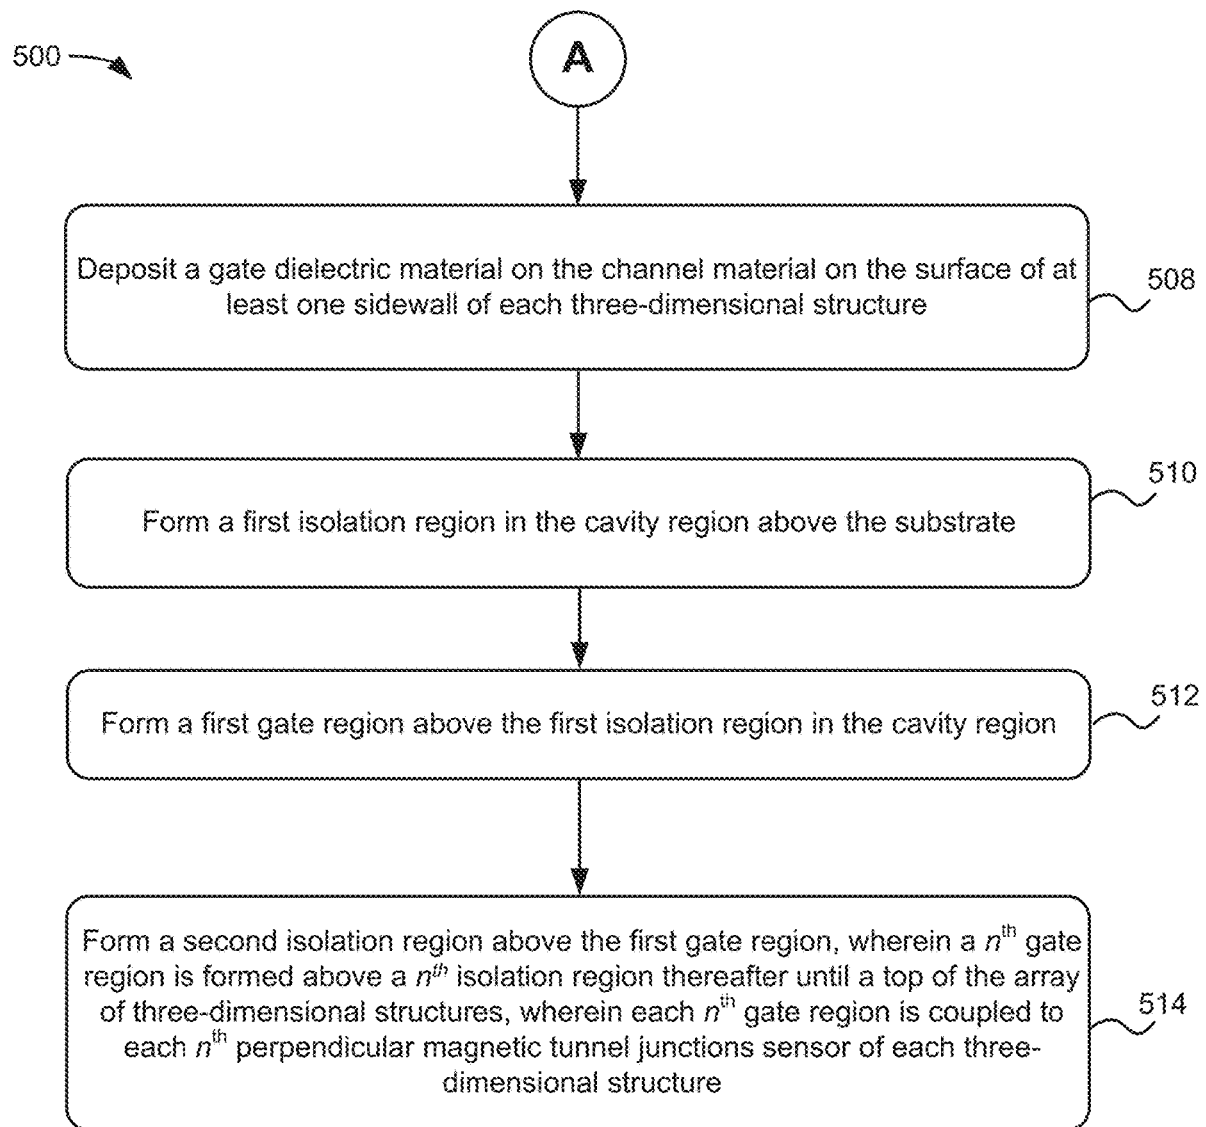 500
A
Deposit a gate dielectric material on the channel material on the surface of at
least one sidewall of each three-dimensional structure
508
510
Form a first isolation region in the cavity region above the substrate
512
Form a first gate region above the first isolation region in the cavity region
Form a second isolation region above the first gate region, wherein a nth gate
region is formed above a nth isolation region thereafter until a top of the array
of three-dimensional structures, wherein each nth gate region is coupled to
each nth perpendicular magnetic tunnel junctions sensor of each three-
dimensional structure
514